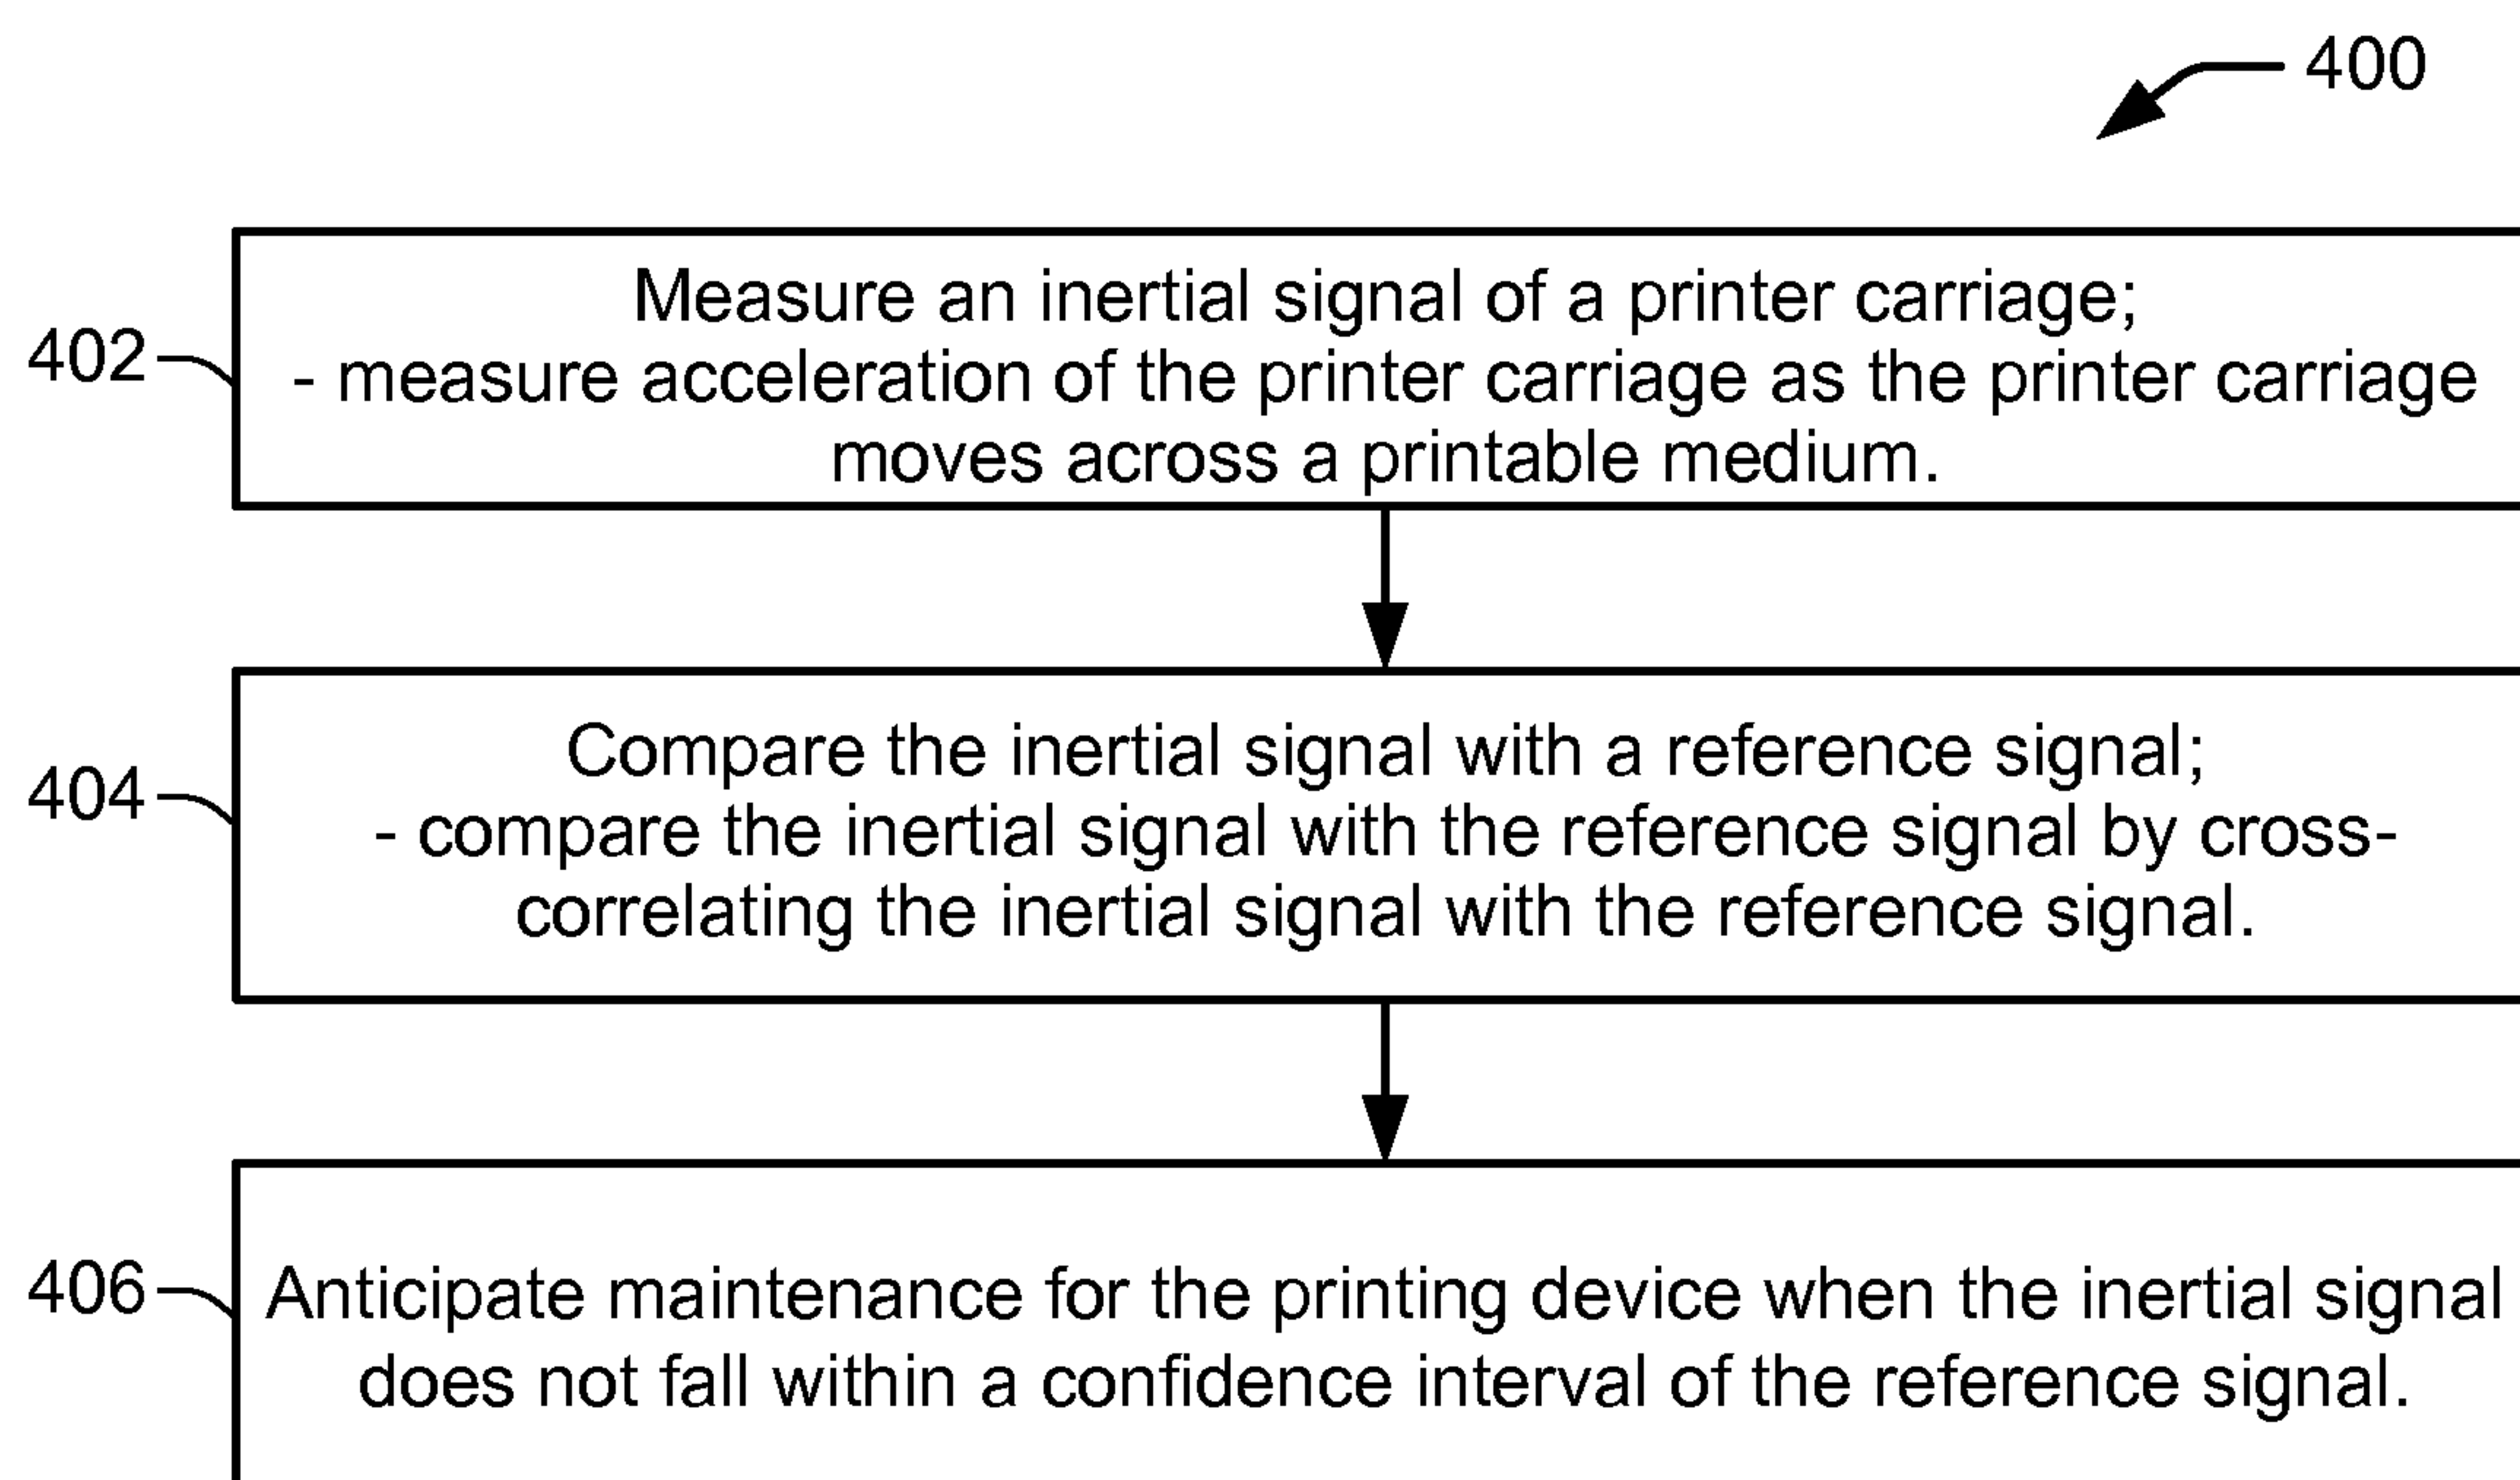 400
402
Measure an inertial signal of a printer carriage;
- measure acceleration of the printer carriage as the printer carriage
moves across a printable medium.
404
Compare the inertial signal with a reference signal;
- compare the inertial signal with the reference signal by cross-
correlating the inertial signal with the reference signal.
406
Anticipate maintenance for the printing device when the inertial signal
does not fall within a confidence interval of the reference signal.